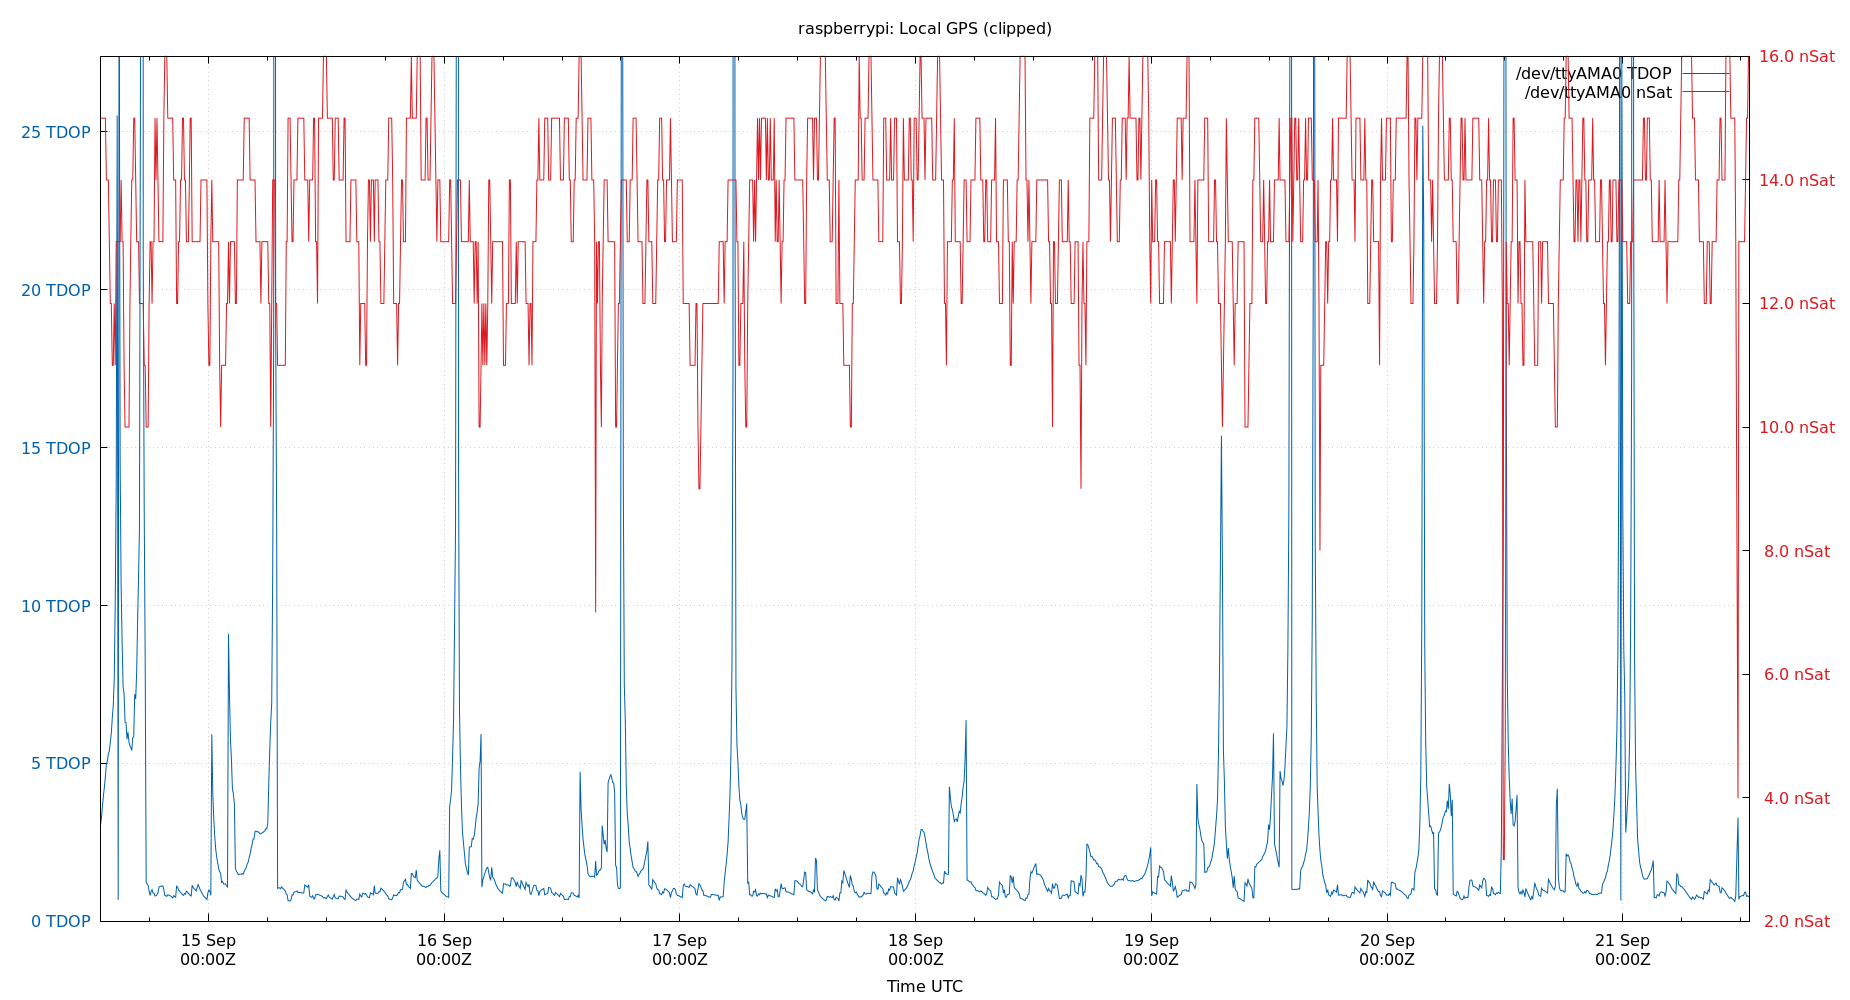 raspberrypi: Local GPS (clipped)
/dev/ttyAMA0 TDOP
/dev/ttyAMA0 nSat
25 TDOP
20 TDOP
15 TDOP
10 TDOP
5 TDOP
0 TDOP
16.0 nSat
14.0 nSat
12.0 nSat
10.0 nSat
8.0 nSat
6.0 nSat
4.0 nSat
2.0 nSat
15 Sep
00:00Z
16 Sep
00:00Z
17 Sep
00:00Z
18 Sep
00:00Z
19 Sep
00:00Z
20 Sep
00:00Z
21 Sep
00:00Z
Time UTC